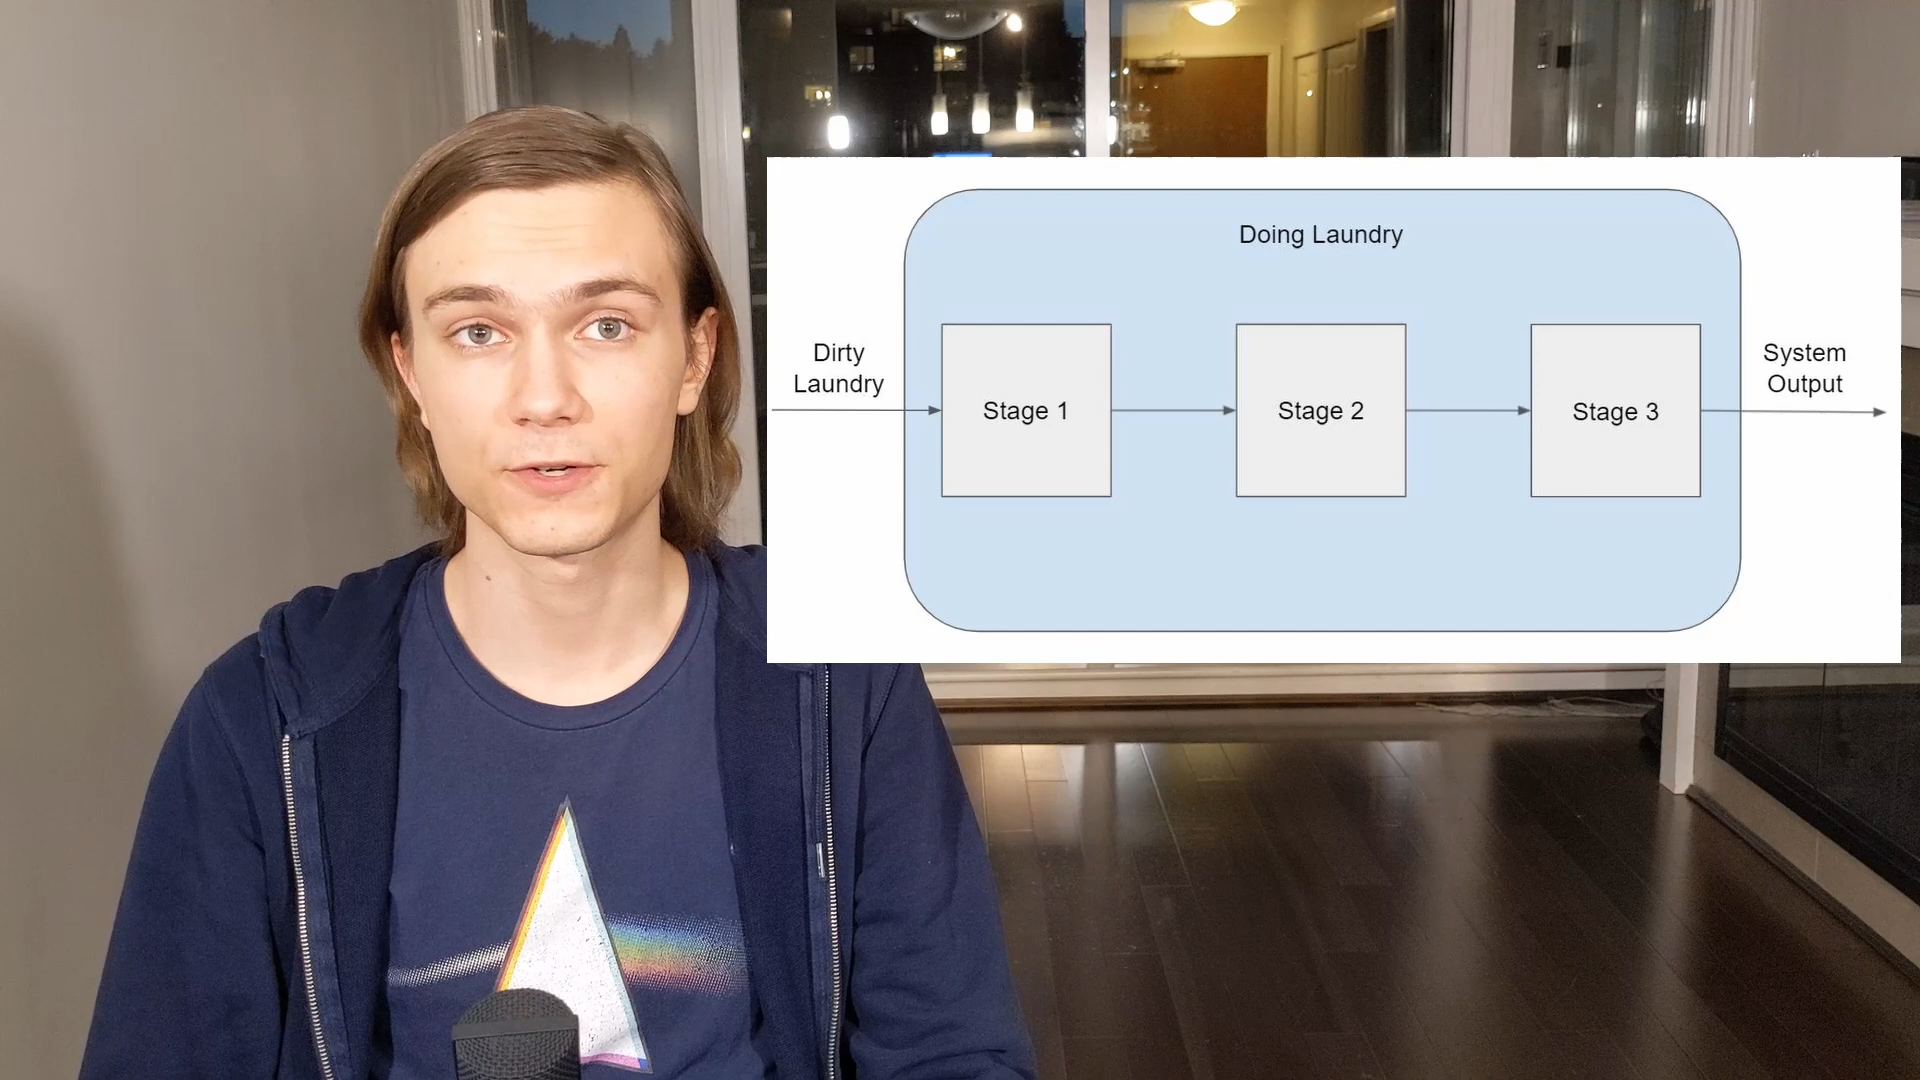 Doing Laundry
Dirty
Laundry
Stage 1
Stage 2
Stage 3
System
Output